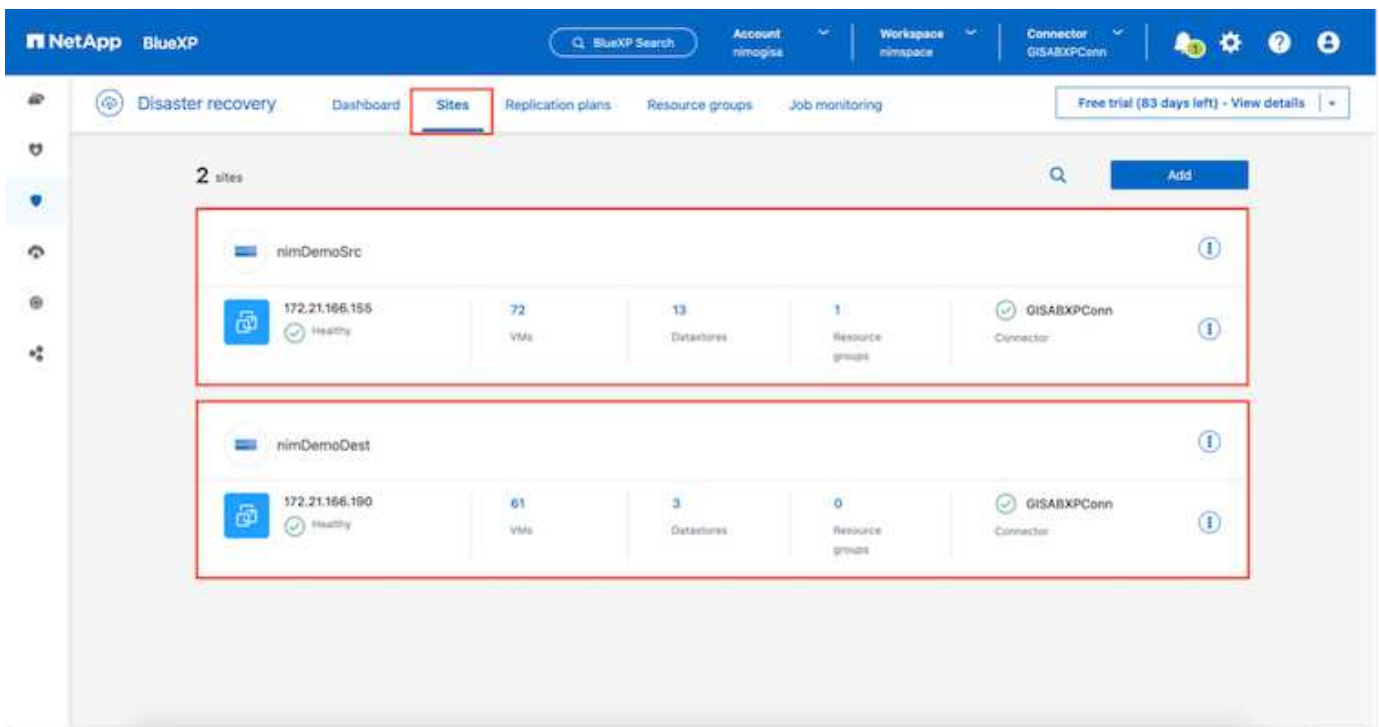 NetApp BlueXP
BlueXP Search
Account
nimogisa
Workspace
nimspace
Connector
GISABXPConn
1
Disaster recovery
Dashboard
Sites
Replication plans
Resource groups
Job monitoring
Free trial (83 days left) - View details
2 sites
Add
nimDemoSrc
172.21.166.155
Healthy
72
VMs
13
Datastores
1
Resource
groups
GISABXPConn
Connector
nimDemoDest
172.21.166.190
Healthy
61
VMs
3
Datastores
0
Resource
groups
GISABXPConn
Connector